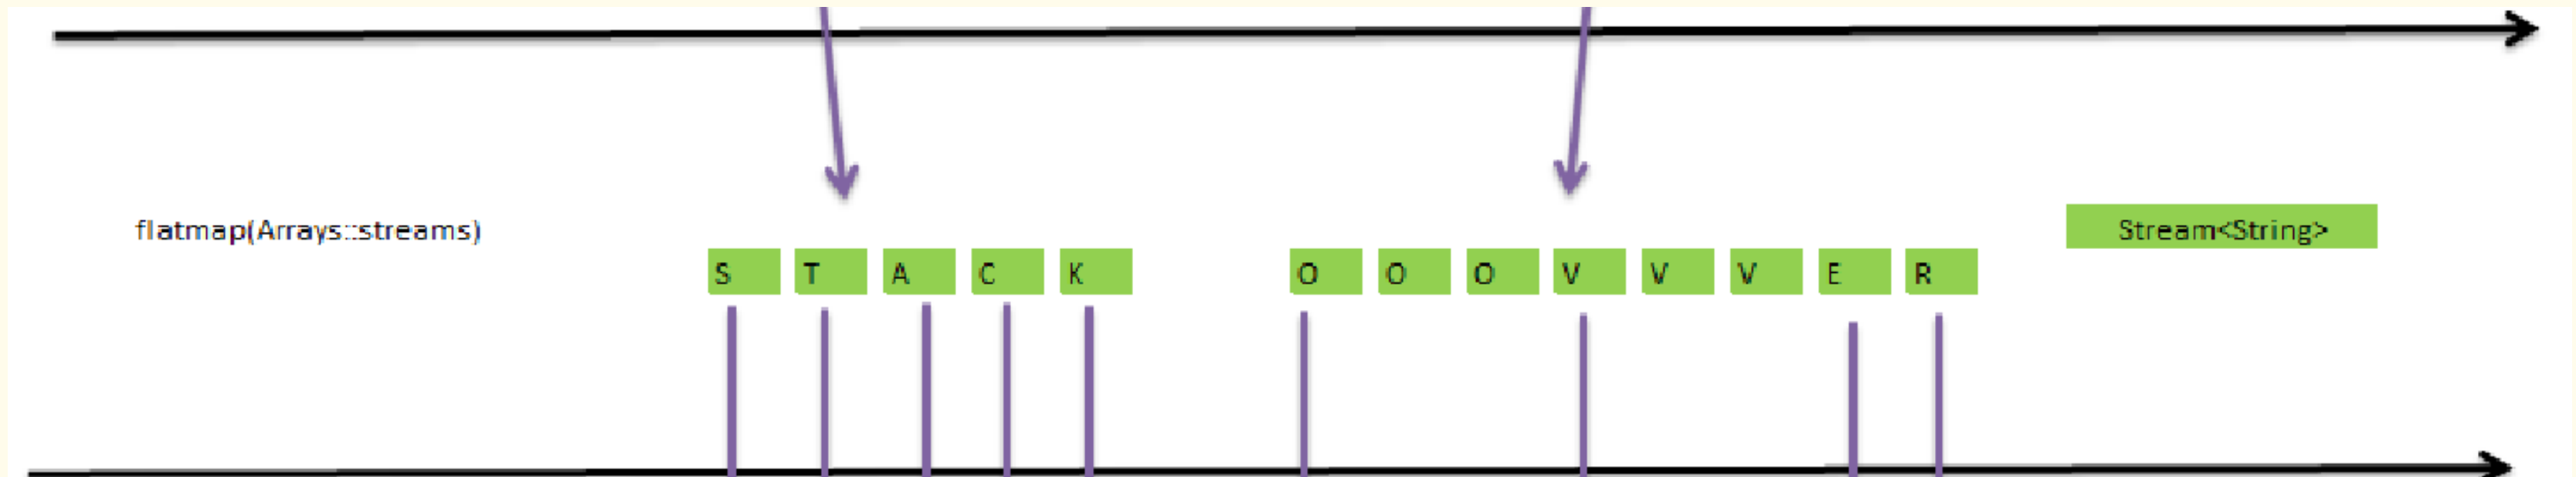 flatmap(Arrays::streams)
Stream<String>
S T A C K O O O V V V E R